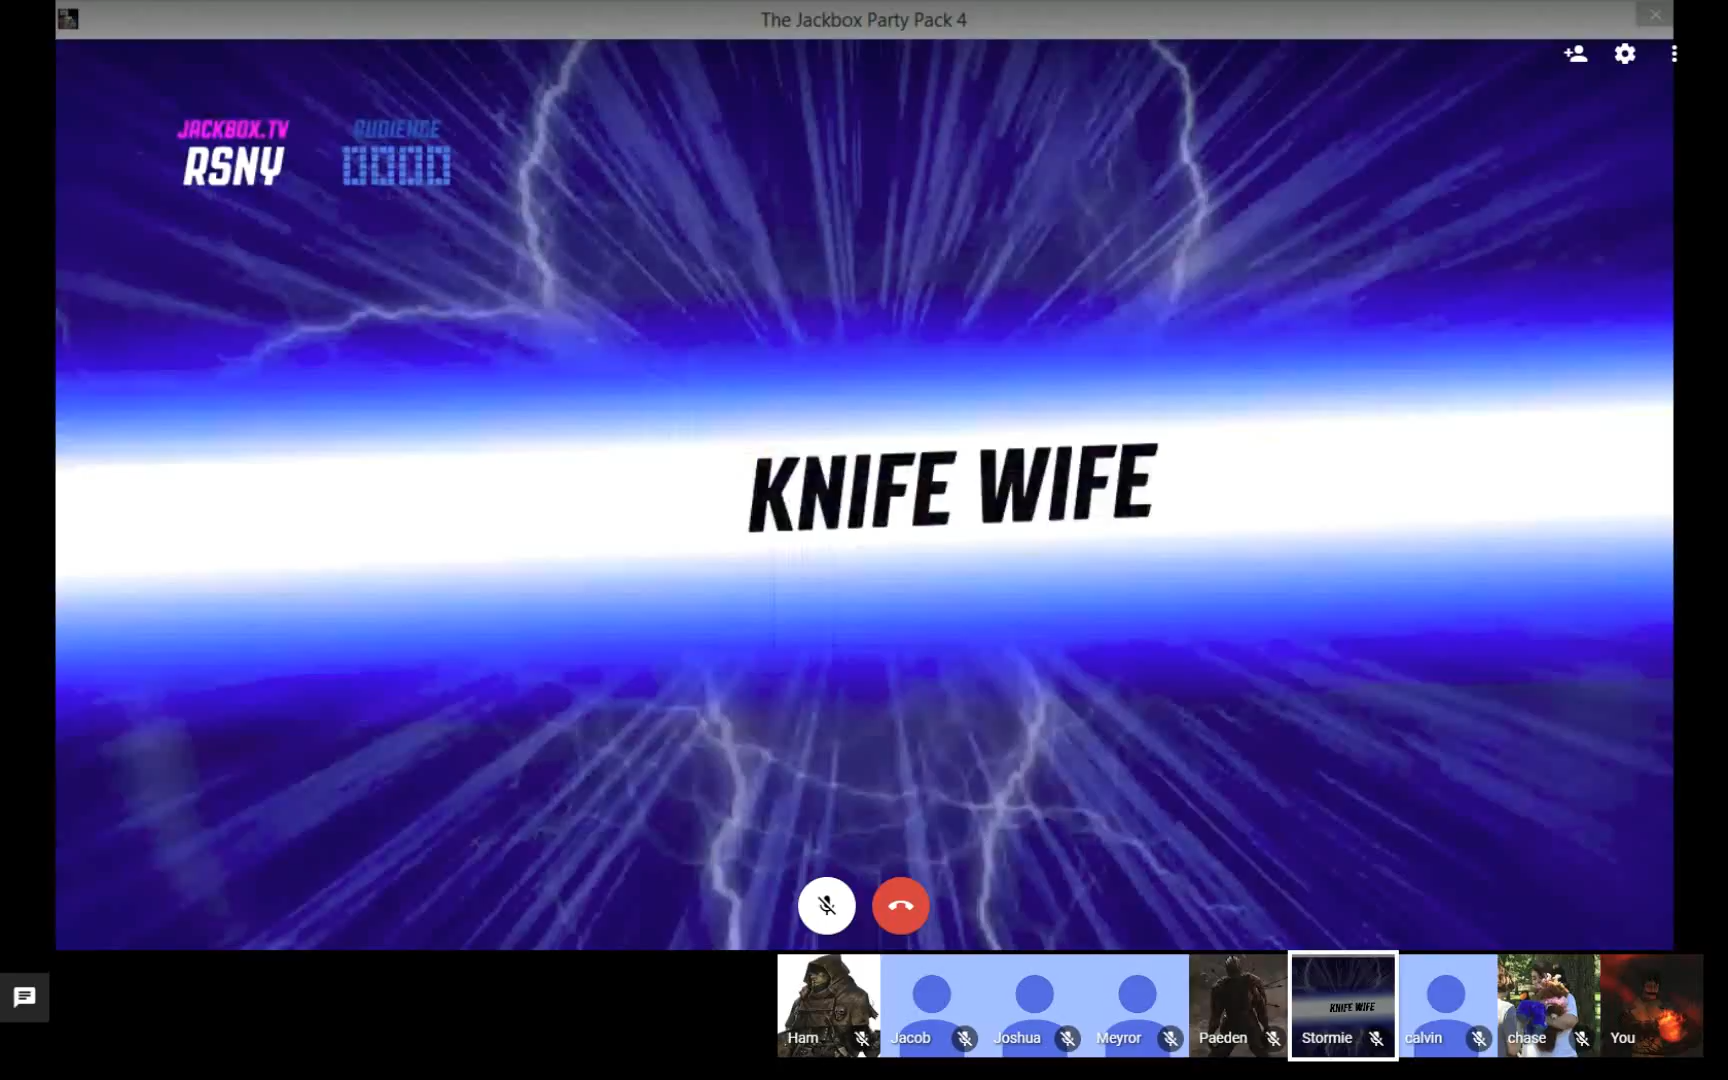 The Jackbox Party Pack 4
JACKBOX.TV
RSNY
AUDIENCE
0000
KNIFE WIFE
Ham
Jacob
Joshua
Meyror
Paeden
KNIFE WIFE
Stormie
calvin
chase
You